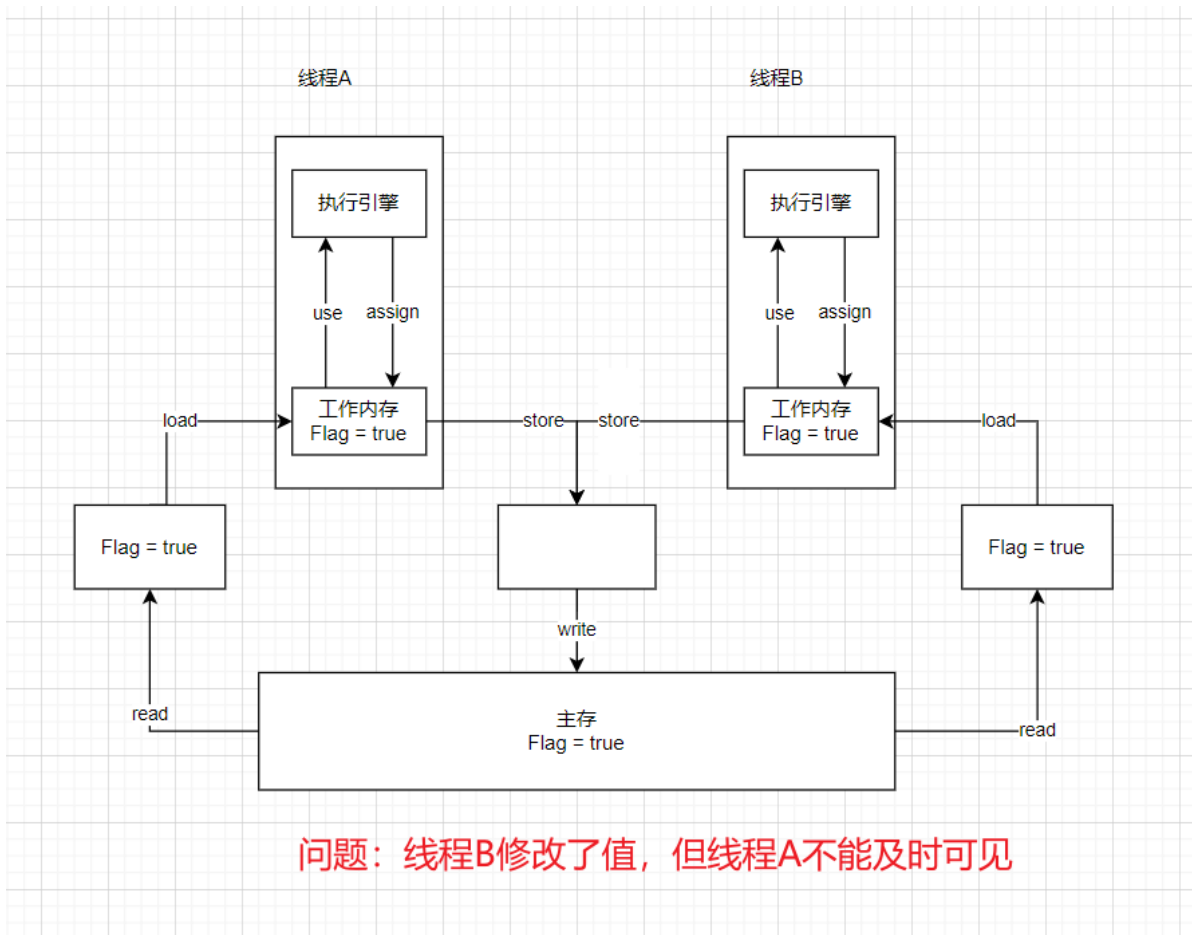 线程A
线程B
执行引擎
执行引擎
use
assign
use
assign
工作内存
Flag = true
工作内存
Flag = true
load
store
store
load
Flag = true
Flag = true
write
read
read
主存
Flag = true
问题：线程B修改了值，但线程A不能及时可见